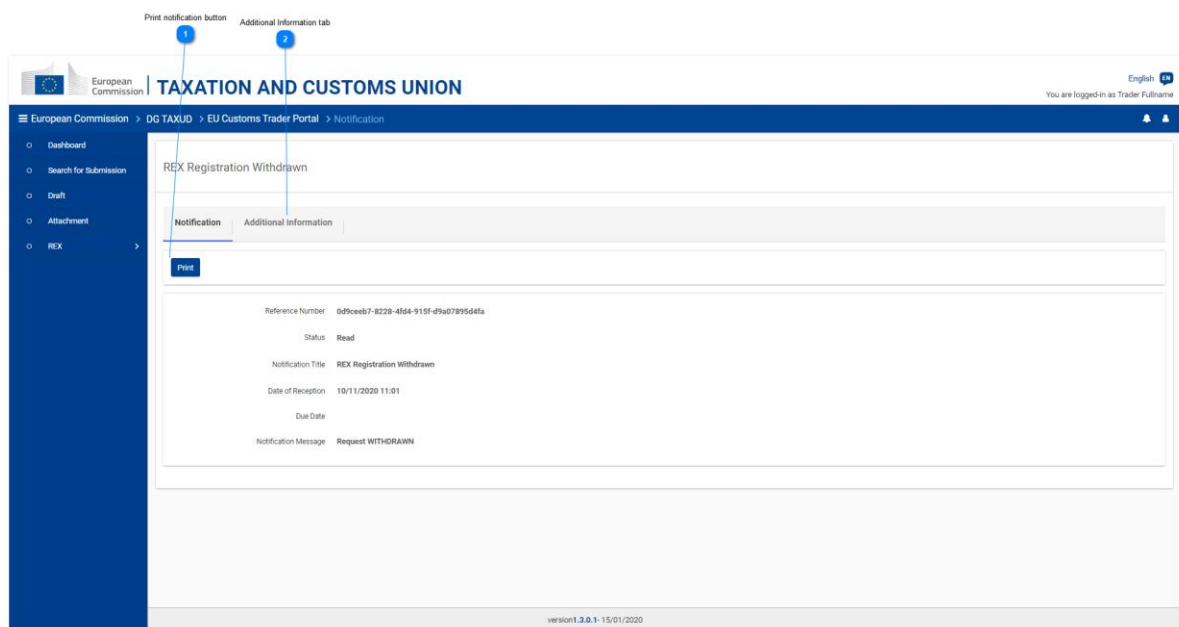 Print notification button
Additional Information tab
1
2
European
Commission
TAXATION AND CUSTOMS UNION
English EN
You are logged-in as Trader Fullname
European Commission > DG TAXUD > EU Customs Trader Portal > Notification
Dashboard
Search for Submission
Draft
Attachment
REX >
REX Registration Withdrawn
Notification Additional Information
Print
Reference Number 0d9ceeb7-8228-4fd4-915f-d9a07895d4fa
Status Read
Notification Title REX Registration Withdrawn
Date of Reception 10/11/2020 11:01
Due Date
Notification Message Request WITHDRAWN
version1.3.0.1- 15/01/2020